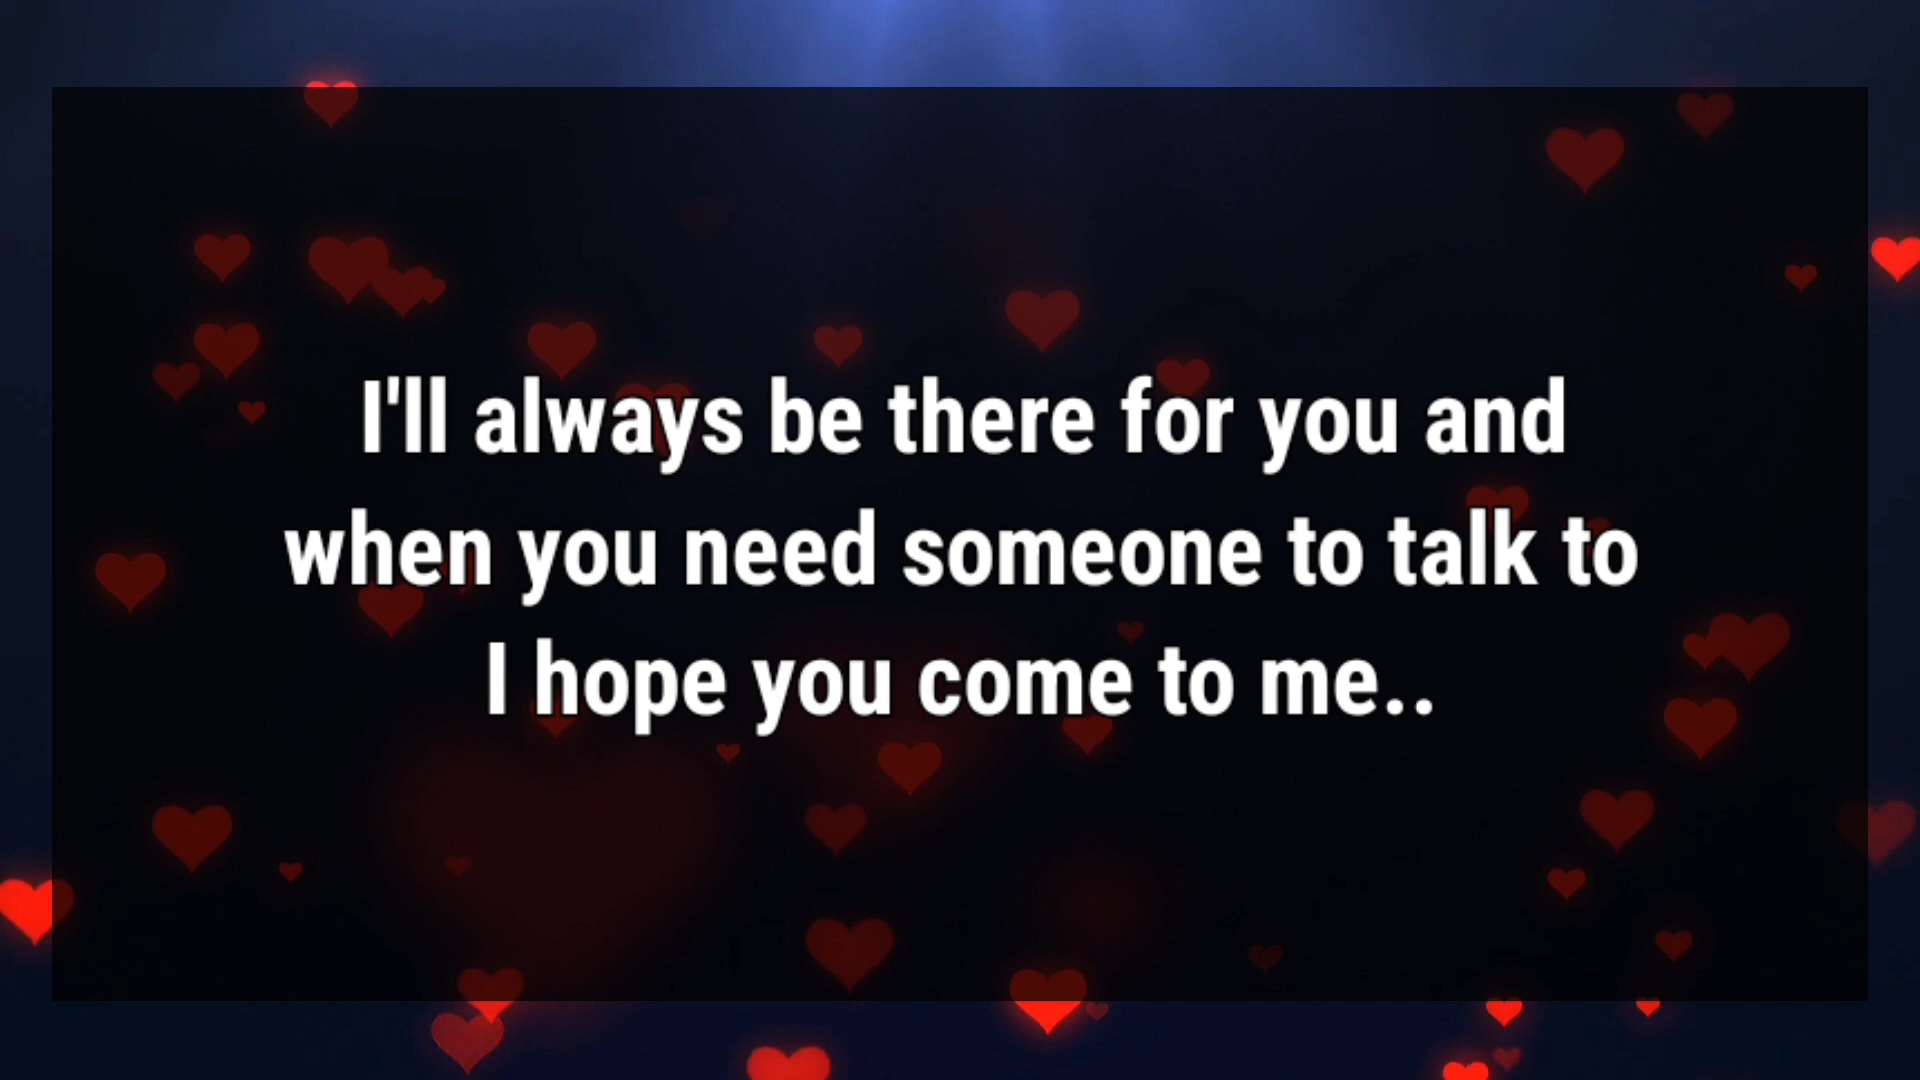 I'll always be there for you and
when you need someone to talk to
I hope you come to me..